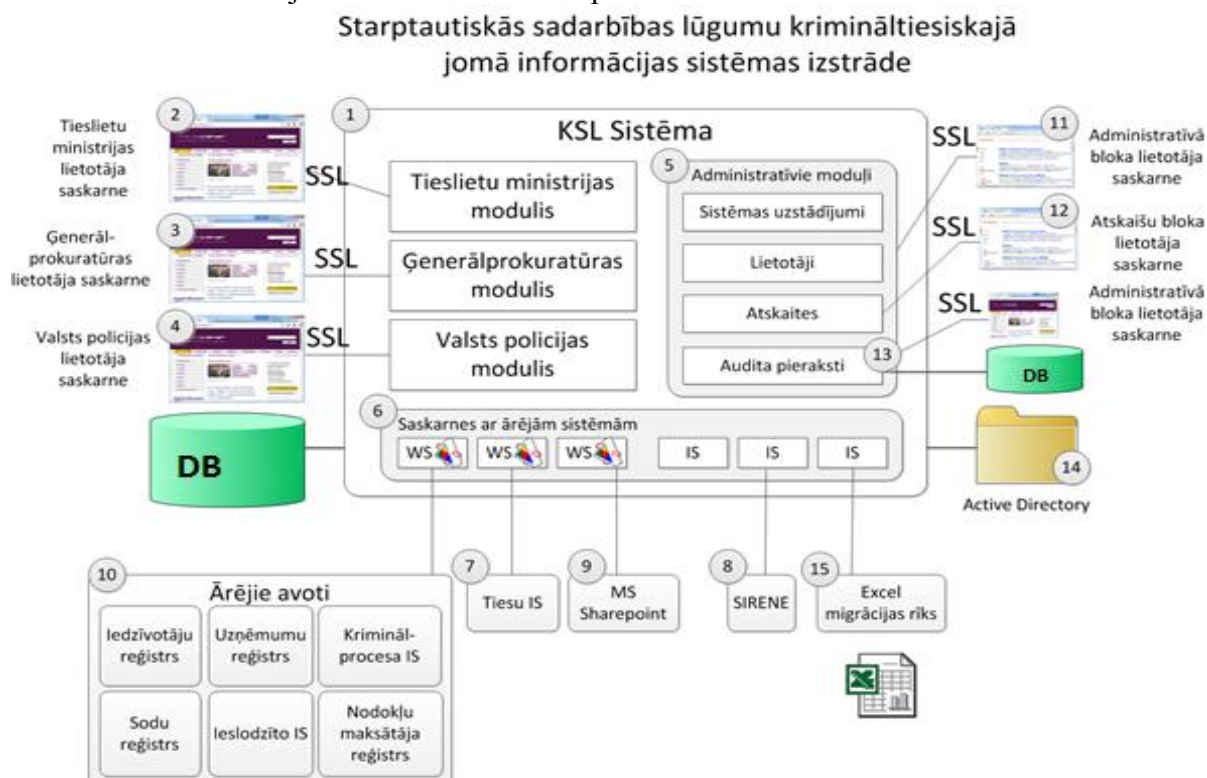 Starptautiskās sadarbības lūgumu krimināltiesiskajā
jomā informācijas sistēmas izstrāde
1
KSL Sistēma
2
Tieslietu
ministrijas
lietotāja
saskarne
SSL
Tieslietu ministrijas
modulis
3
Ģenerāl-
prokuratūras
lietotāja saskarne
SSL
Ģenerālprokuratūras
modulis
4
Valsts policijas
lietotāja
saskarne
SSL
Valsts policijas
modulis
5
Administratīvie moduļi
Sistēmas uzstādījumi
Lietotāji
Atskaites
Audita pieraksti
13
SSL
11
Administratīvā
bloka lietotāja
saskarne
SSL
12
Atskaišu bloka
lietotāja
saskarne
SSL
Administratīvā
bloka lietotāja
saskarne
DB
DB
6
Saskarnes ar ārējām sistēmām
WS
WS
WS
IS
IS
IS
14
Active Directory
10
Ārējie avoti
Iedzīvotāju
reģistrs
Uzņēmumu
reģistrs
Krimināl-
procesa IS
Sodu
reģistrs
Ieslodzīto IS
Nodokļu
maksātāja
reģistrs
7
Tiesu IS
9
MS
Sharepoint
8
SIRENE
15
Excel
migrācijas rīks